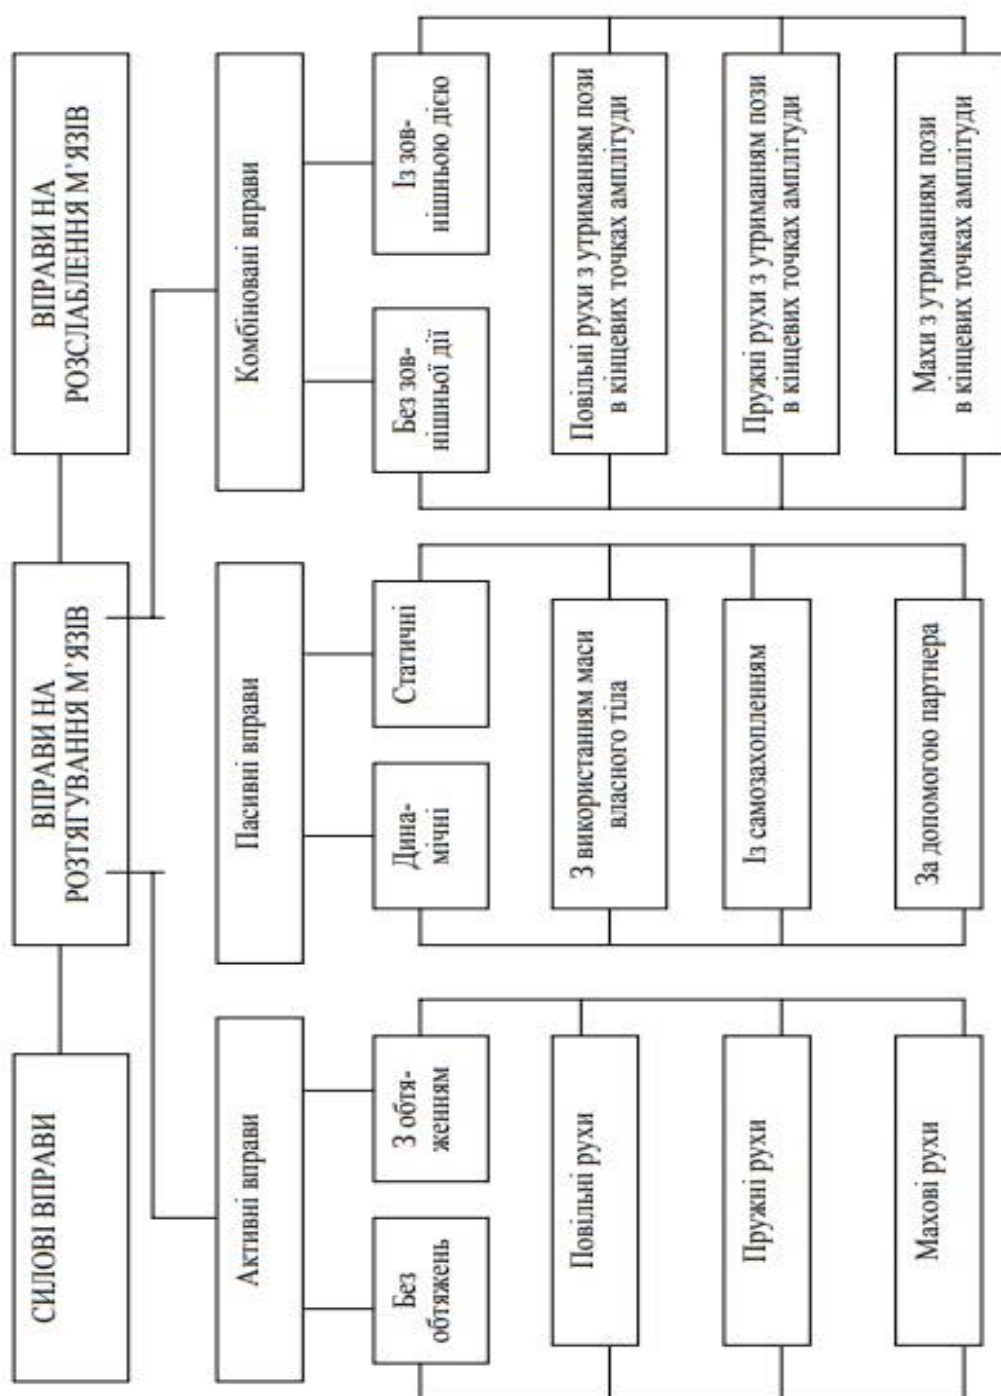 СИЛОВІ ВПРАВИ
ВПРАВИ НА
РОЗТЯГУВАННЯ М’ЯЗІВ
ВПРАВИ НА
РОЗСЛАБЛЕННЯ М’ЯЗІВ
Активні вправи
Пасивні вправи
Комбіновані вправи
Без
обтяжень
З обтя-
женням
Дина-
мічні
Статичні
Без зов-
нішньої дії
Із зов-
нішньою дією
Повільні рухи
З використанням маси
власного тіла
Повільні рухи з утриманням пози
в кінцевих точках амплітуди
Пружні рухи
Із самозахопленням
Пружні рухи з утриманням пози
в кінцевих точках амплітуди
Махові рухи
За допомогою партнера
Махи з утриманням пози
в кінцевих точках амплітуди